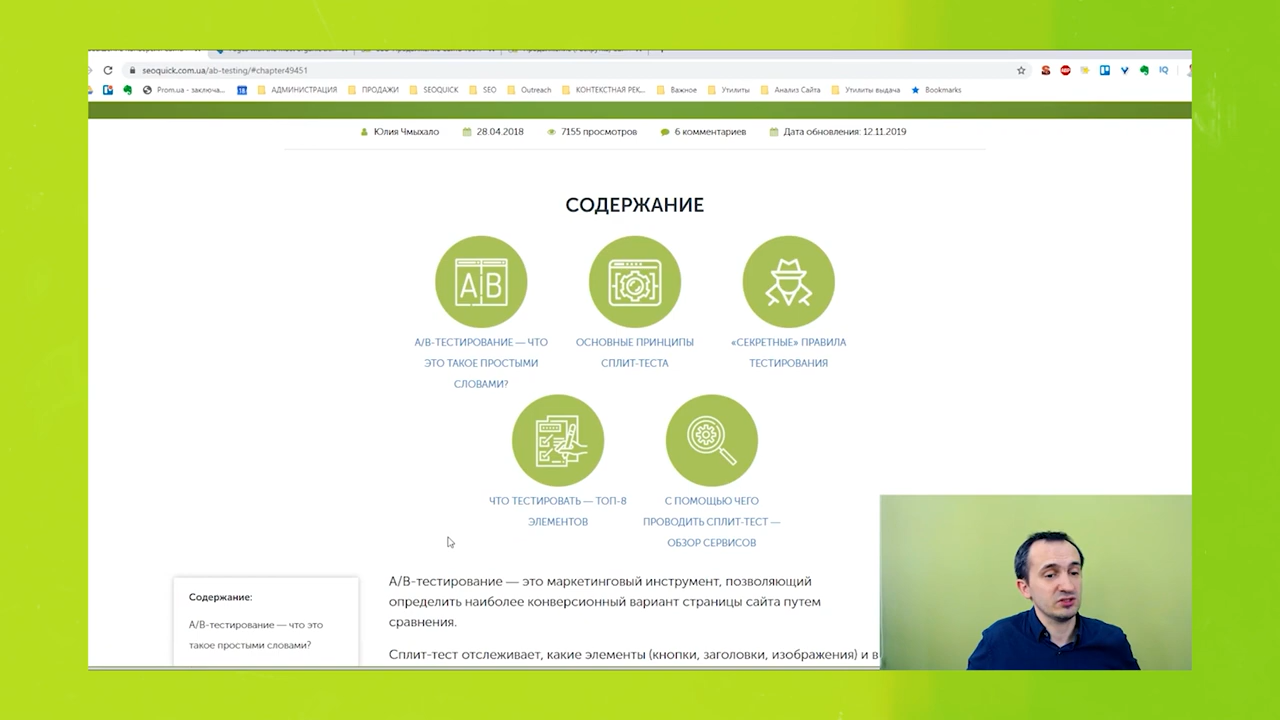 seoquick.com.ua/ab-testing/#chapter49451
IQ
18
Prom.ua - заключа...
АДМИНИСТРАЦИЯ
ПРОДАЖИ
SEOQUICK
SEO
Outreach
КОНТЕКСТНАЯ РЕК...
Важное
Утилиты
Анализ Сайта
Утилиты выдача
Bookmarks
Юлия Чмыхало
28.04.2018
7155 просмотров
6 комментариев
Дата обновления: 12.11.2019
СОДЕРЖАНИЕ
A|B
А/В-ТЕСТИРОВАНИЕ — ЧТО
ЭТО ТАКОЕ ПРОСТЫМИ
СЛОВАМИ?
ОСНОВНЫЕ ПРИНЦИПЫ
СПЛИТ-ТЕСТА
«СЕКРЕТНЫЕ» ПРАВИЛА
ТЕСТИРОВАНИЯ
ЧТО ТЕСТИРОВАТЬ — ТОП-8
ЭЛЕМЕНТОВ
С ПОМОЩЬЮ ЧЕГО
ПРОВОДИТЬ СПЛИТ-ТЕСТ —
ОБЗОР СЕРВИСОВ
Содержание:
А/В-тестирование — что это
такое простыми словами?
А/В-тестирование — это маркетинговый инструмент, позволяющий
определить наиболее конверсионный вариант страницы сайта путем
сравнения.
Сплит-тест отслеживает, какие элементы (кнопки, заголовки, изображения) и в